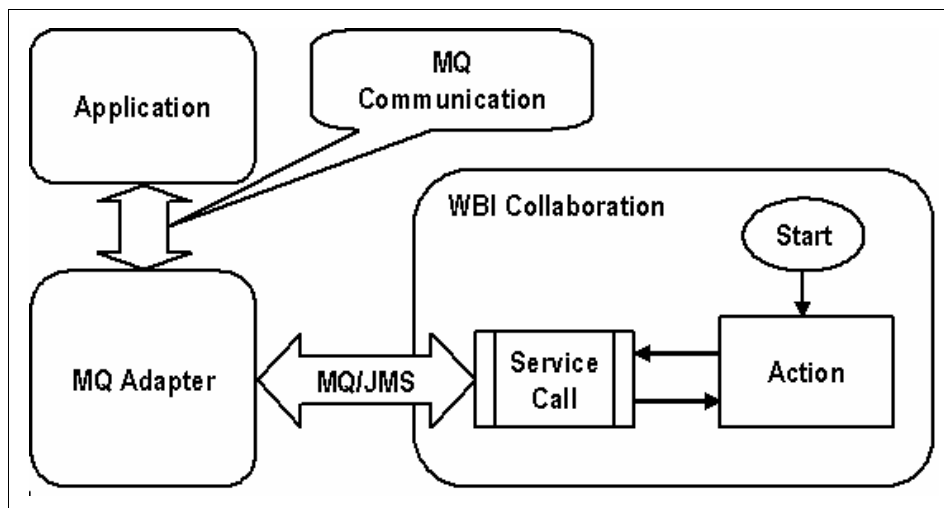 Application
MQ
Communication
WBI Collaboration
Start
MQ Adapter
MQ/JMS
Service
Call
Action